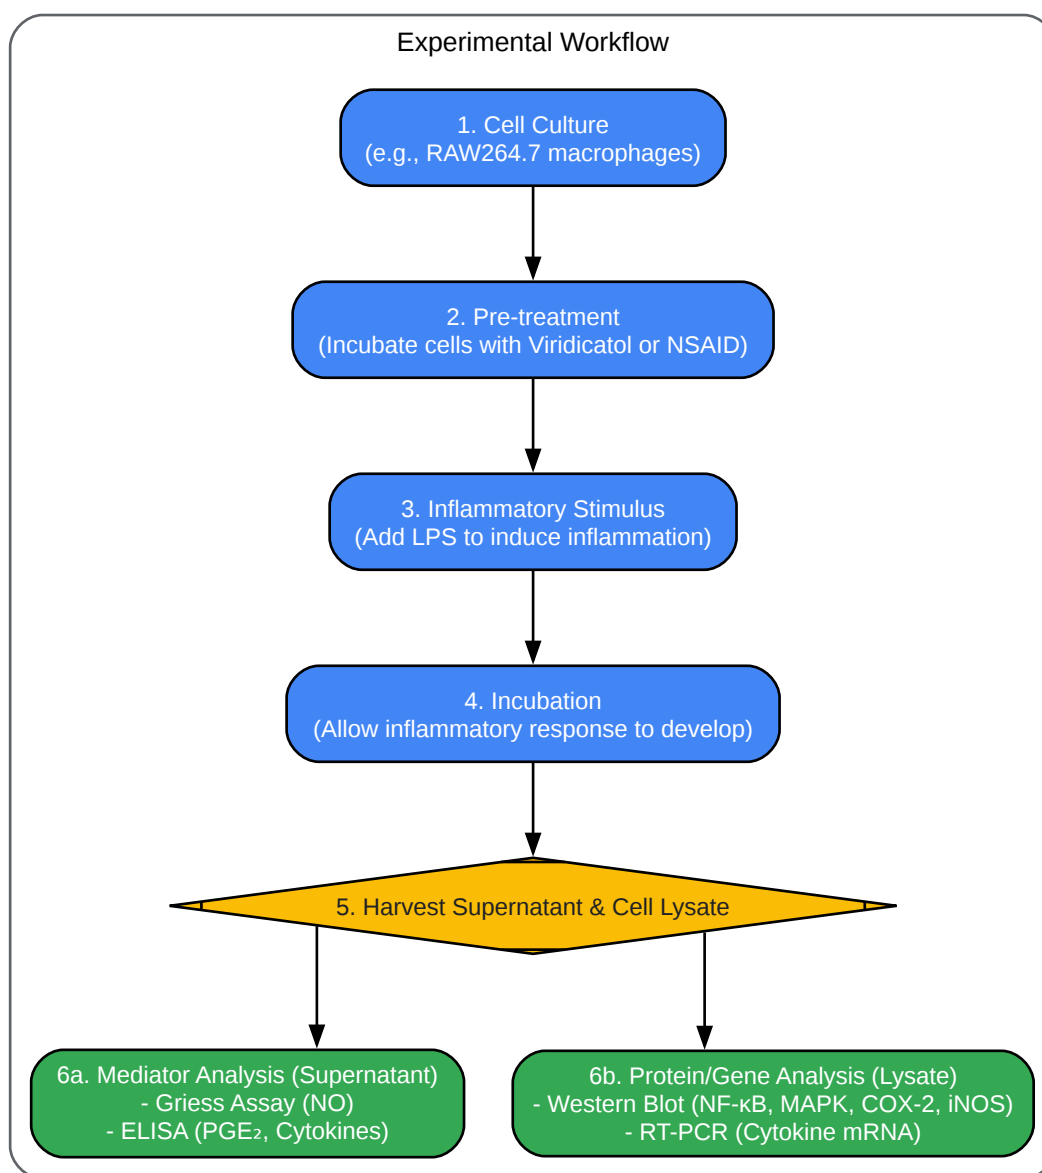 Experimental Workflow
1. Cell Culture
(e.g., RAW264.7 macrophages)
2. Pre-treatment
(Incubate cells with Viridicatol or NSAID)
3. Inflammatory Stimulus
(Add LPS to induce inflammation)
4. Incubation
(Allow inflammatory response to develop)
5. Harvest Supernatant & Cell Lysate
6a. Mediator Analysis (Supernatant)
- Griess Assay (NO)
- ELISA (PGE₂, Cytokines)
6b. Protein/Gene Analysis (Lysate)
- Western Blot (NF-κB, MAPK, COX-2, iNOS)
- RT-PCR (Cytokine mRNA)